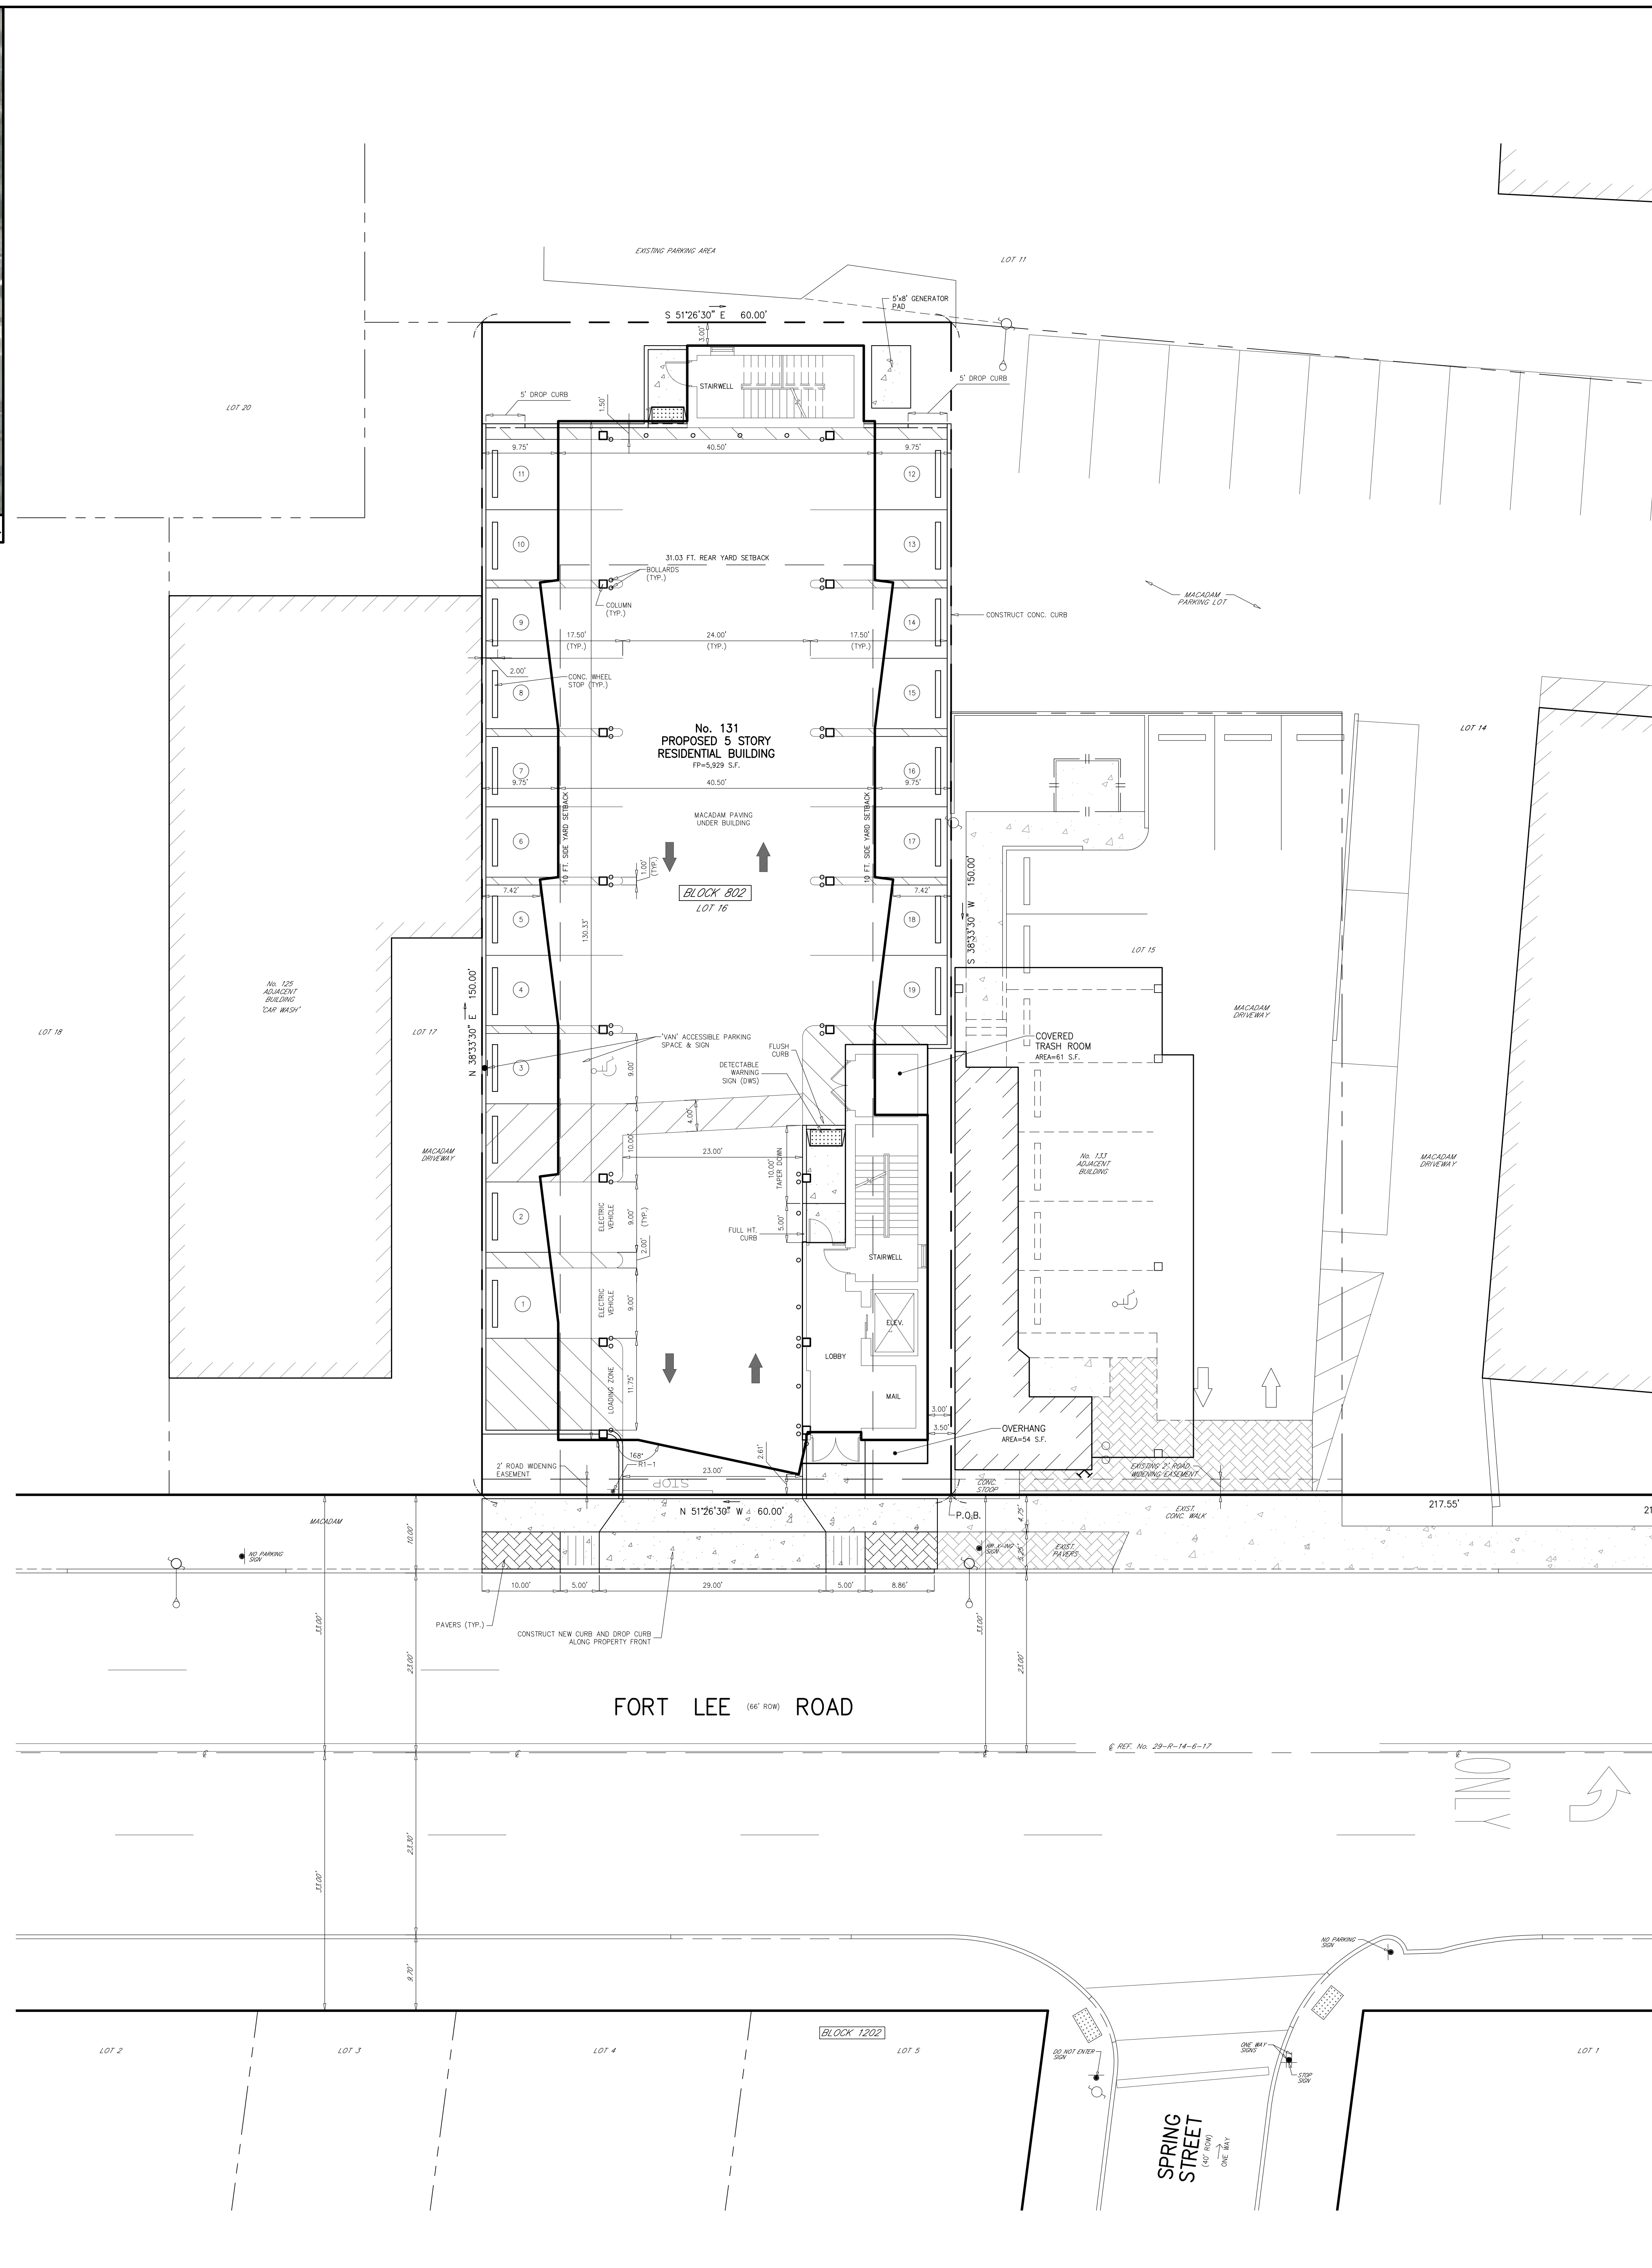 EXISTING PARKING AREA
LOT 11
5'x8' GENERATOR
PAD
S 51°26'30" E 60.00'
3.00'
STAIRWELL
5' DROP CURB
5' DROP CURB
LOT 20
1.50'
9.75'
40.50'
9.75'
11
12
10
13
31.03 FT. REAR YARD SETBACK
BOLLARDS
(TYP.)
COLUMN
(TYP.)
MACADAM
PARKING LOT
CONSTRUCT CONC. CURB
9
14
17.50'
(TYP.)
24.00'
(TYP.)
17.50'
(TYP.)
2.00'
CONC. WHEEL
STOP (TYP.)
8
15
No. 131
PROPOSED 5 STORY
RESIDENTIAL BUILDING
FP=5,929 S.F.
LOT 14
7
16
9.75'
40.50'
9.75'
10 FT. SIDE YARD SETBACK
10 FT. SIDE YARD SETBACK
MACADAM PAVING
UNDER BUILDING
6
17
1.00'
(TYP.)
7.42'
7.42'
BLOCK 802
LOT 16
S 38°33'30" W 150.00'
5
18
130.33'
LOT 15
No. 125
ADJACENT
BUILDING
"CAR WASH"
4
19
N 38°33'30" E 150.00'
MACADAM
DRIVEWAY
LOT 18
LOT 17
'VAN' ACCESSIBLE PARKING
SPACE & SIGN
FLUSH
CURB
COVERED
TRASH ROOM
AREA=61 S.F.
3
9.00'
DETECTABLE
WARNING
SIGN (DWS)
4.00'
MACADAM
DRIVEWAY
10.00'
23.00'
10.00'
TAPER DOWN
No. 133
ADJACENT
BUILDING
MACADAM
DRIVEWAY
2
ELECTRIC
VEHICLE
9.00'
(TYP.)
5.00'
FULL HT.
CURB
2.00'
STAIRWELL
1
ELECTRIC
VEHICLE
9.00'
ELEV.
LOBBY
LOADING ZONE
11.75'
MAIL
3.00'
3.50'
OVERHANG
AREA=54 S.F.
168°
2.61'
2' ROAD WIDENING
EASEMENT
R1-1
23.00'
STOP
CONC.
STOOP
EXISTING 2' ROAD
WIDENING EASEMENT
N 51°26'30" W 60.00'
P.O.B.
4.75'
EXIST.
CONC. WALK
217.55'
MACADAM
10.00'
NO PARKING
SIGN
5.25'
EXIST.
PAVERS
10.00'
5.00'
29.00'
5.00'
8.86'
PAVERS (TYP.)
CONSTRUCT NEW CURB AND DROP CURB
ALONG PROPERTY FRONT
33.00'
23.00'
33.00'
23.00'
FORT LEE (66' ROW) ROAD
REF. No. 29-R-14-6-17
ONLY
33.00'
23.30'
9.70'
NO PARKING
SIGN
BLOCK 1202
LOT 2
LOT 3
LOT 4
LOT 5
DO NOT ENTER
SIGN
ONE WAY
SIGNS
STOP
SIGN
LOT 1
SPRING
STREET
(40' ROW)
ONE WAY